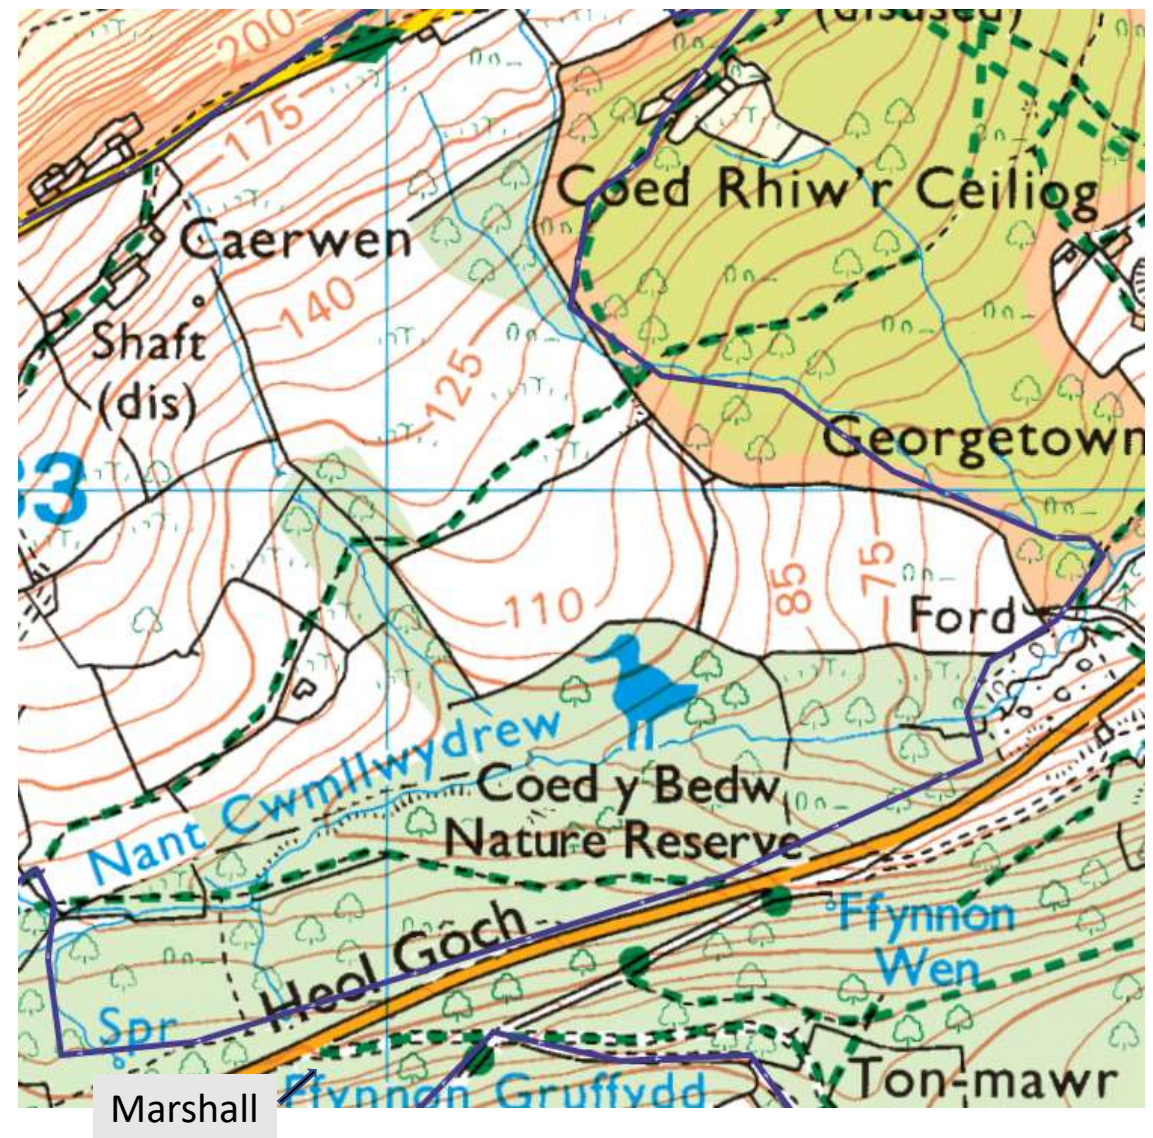 (disused)
200
175
Coed Rhiw'r Ceiliog
Caerwen
140
Shaft
(dis)
125
Georgetown
110
85
75
Ford
Nant Cwmllwydrew
Coed y Bedw
Nature Reserve
Heol Goch
Ffynnon
Wen
Spr
Ffynnon Gruffydd
Ton-mawr
Marshall